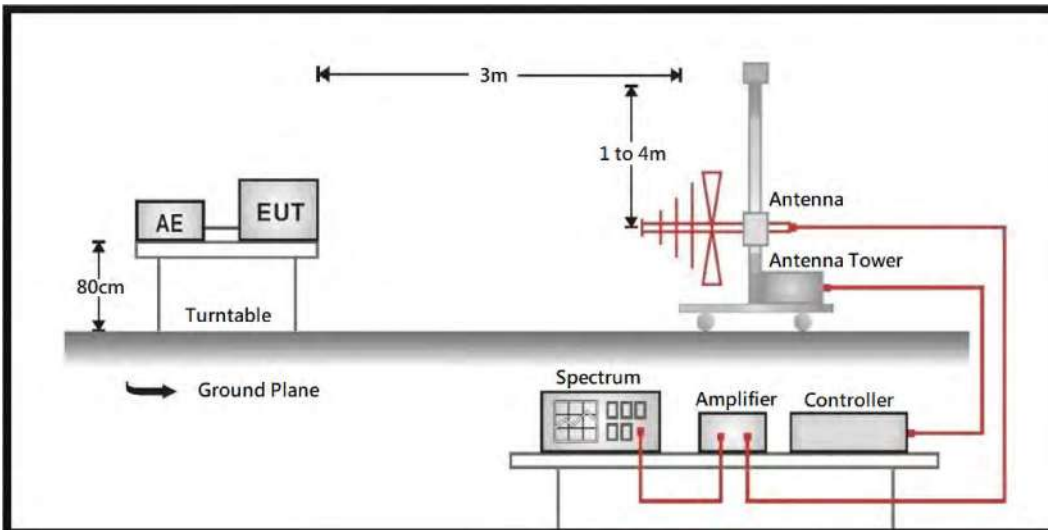 3m
1 to 4m
AE
EUT
Antenna
80cm
Antenna Tower
Turntable
Ground Plane
Spectrum
Amplifier
Controller